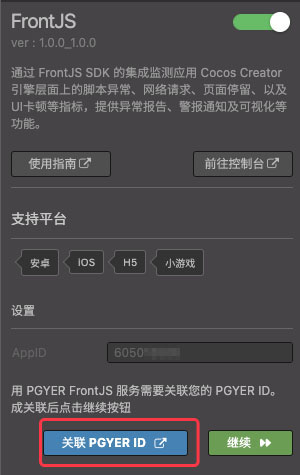 FrontJS
ver : 1.0.0_1.0.0
通过 FrontJS SDK 的集成监测应用 Cocos Creator
引擎层面上的脚本异常、网络请求、页面停留、以及
UI卡顿等指标，提供异常报告、警报通知及可视化等
功能。
使用指南 前往控制台
支持平台
安卓 iOS H5 小游戏
设置
AppID 6050
用 PGYER FrontJS 服务需要关联您的 PGYER ID。
成关联后点击继续按钮
关联 PGYER ID 继续